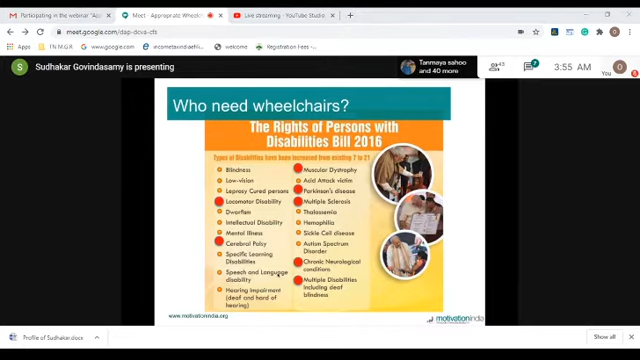 Participating in the webinar "App
Meet - Appropriate Wheelc
Live streaming - YouTube Studio
meet.google.com/dap-dcva-cfs
Apps
FN M.G.R
www.google.com
incometaxindiaefili
welcome
Registration Fees -
S
Sudhakar Govindasamy is presenting
Tanmaya sahoo
and 40 more
43
7
3:55 AM
You
O
Who need wheelchairs?
The Rights of Persons with
Disabilities Bill 2016
Types of Disabilities have been increased from existing 7 to 21
Blindness
Low-vision
Leprosy Cured persons
Locomotor Disability
Dwarfism
Intellectual Disability
Mental Illness
Cerebral Palsy
Specific Learning
Disabilities
Speech and Language
disability
Hearing Impairment
(deaf and hard of
hearing)
Muscular Dystrophy
Acid Attack victim
Parkinson's disease
Multiple Sclerosis
Thalassemia
Hemophilia
Sickle Cell disease
Autism Spectrum
Disorder
Chronic Neurological
conditions
Multiple Disabilities
including deaf
blindness
www.motivationindia.org
motivationindia
Profile of Sudhakar.docx
Show all